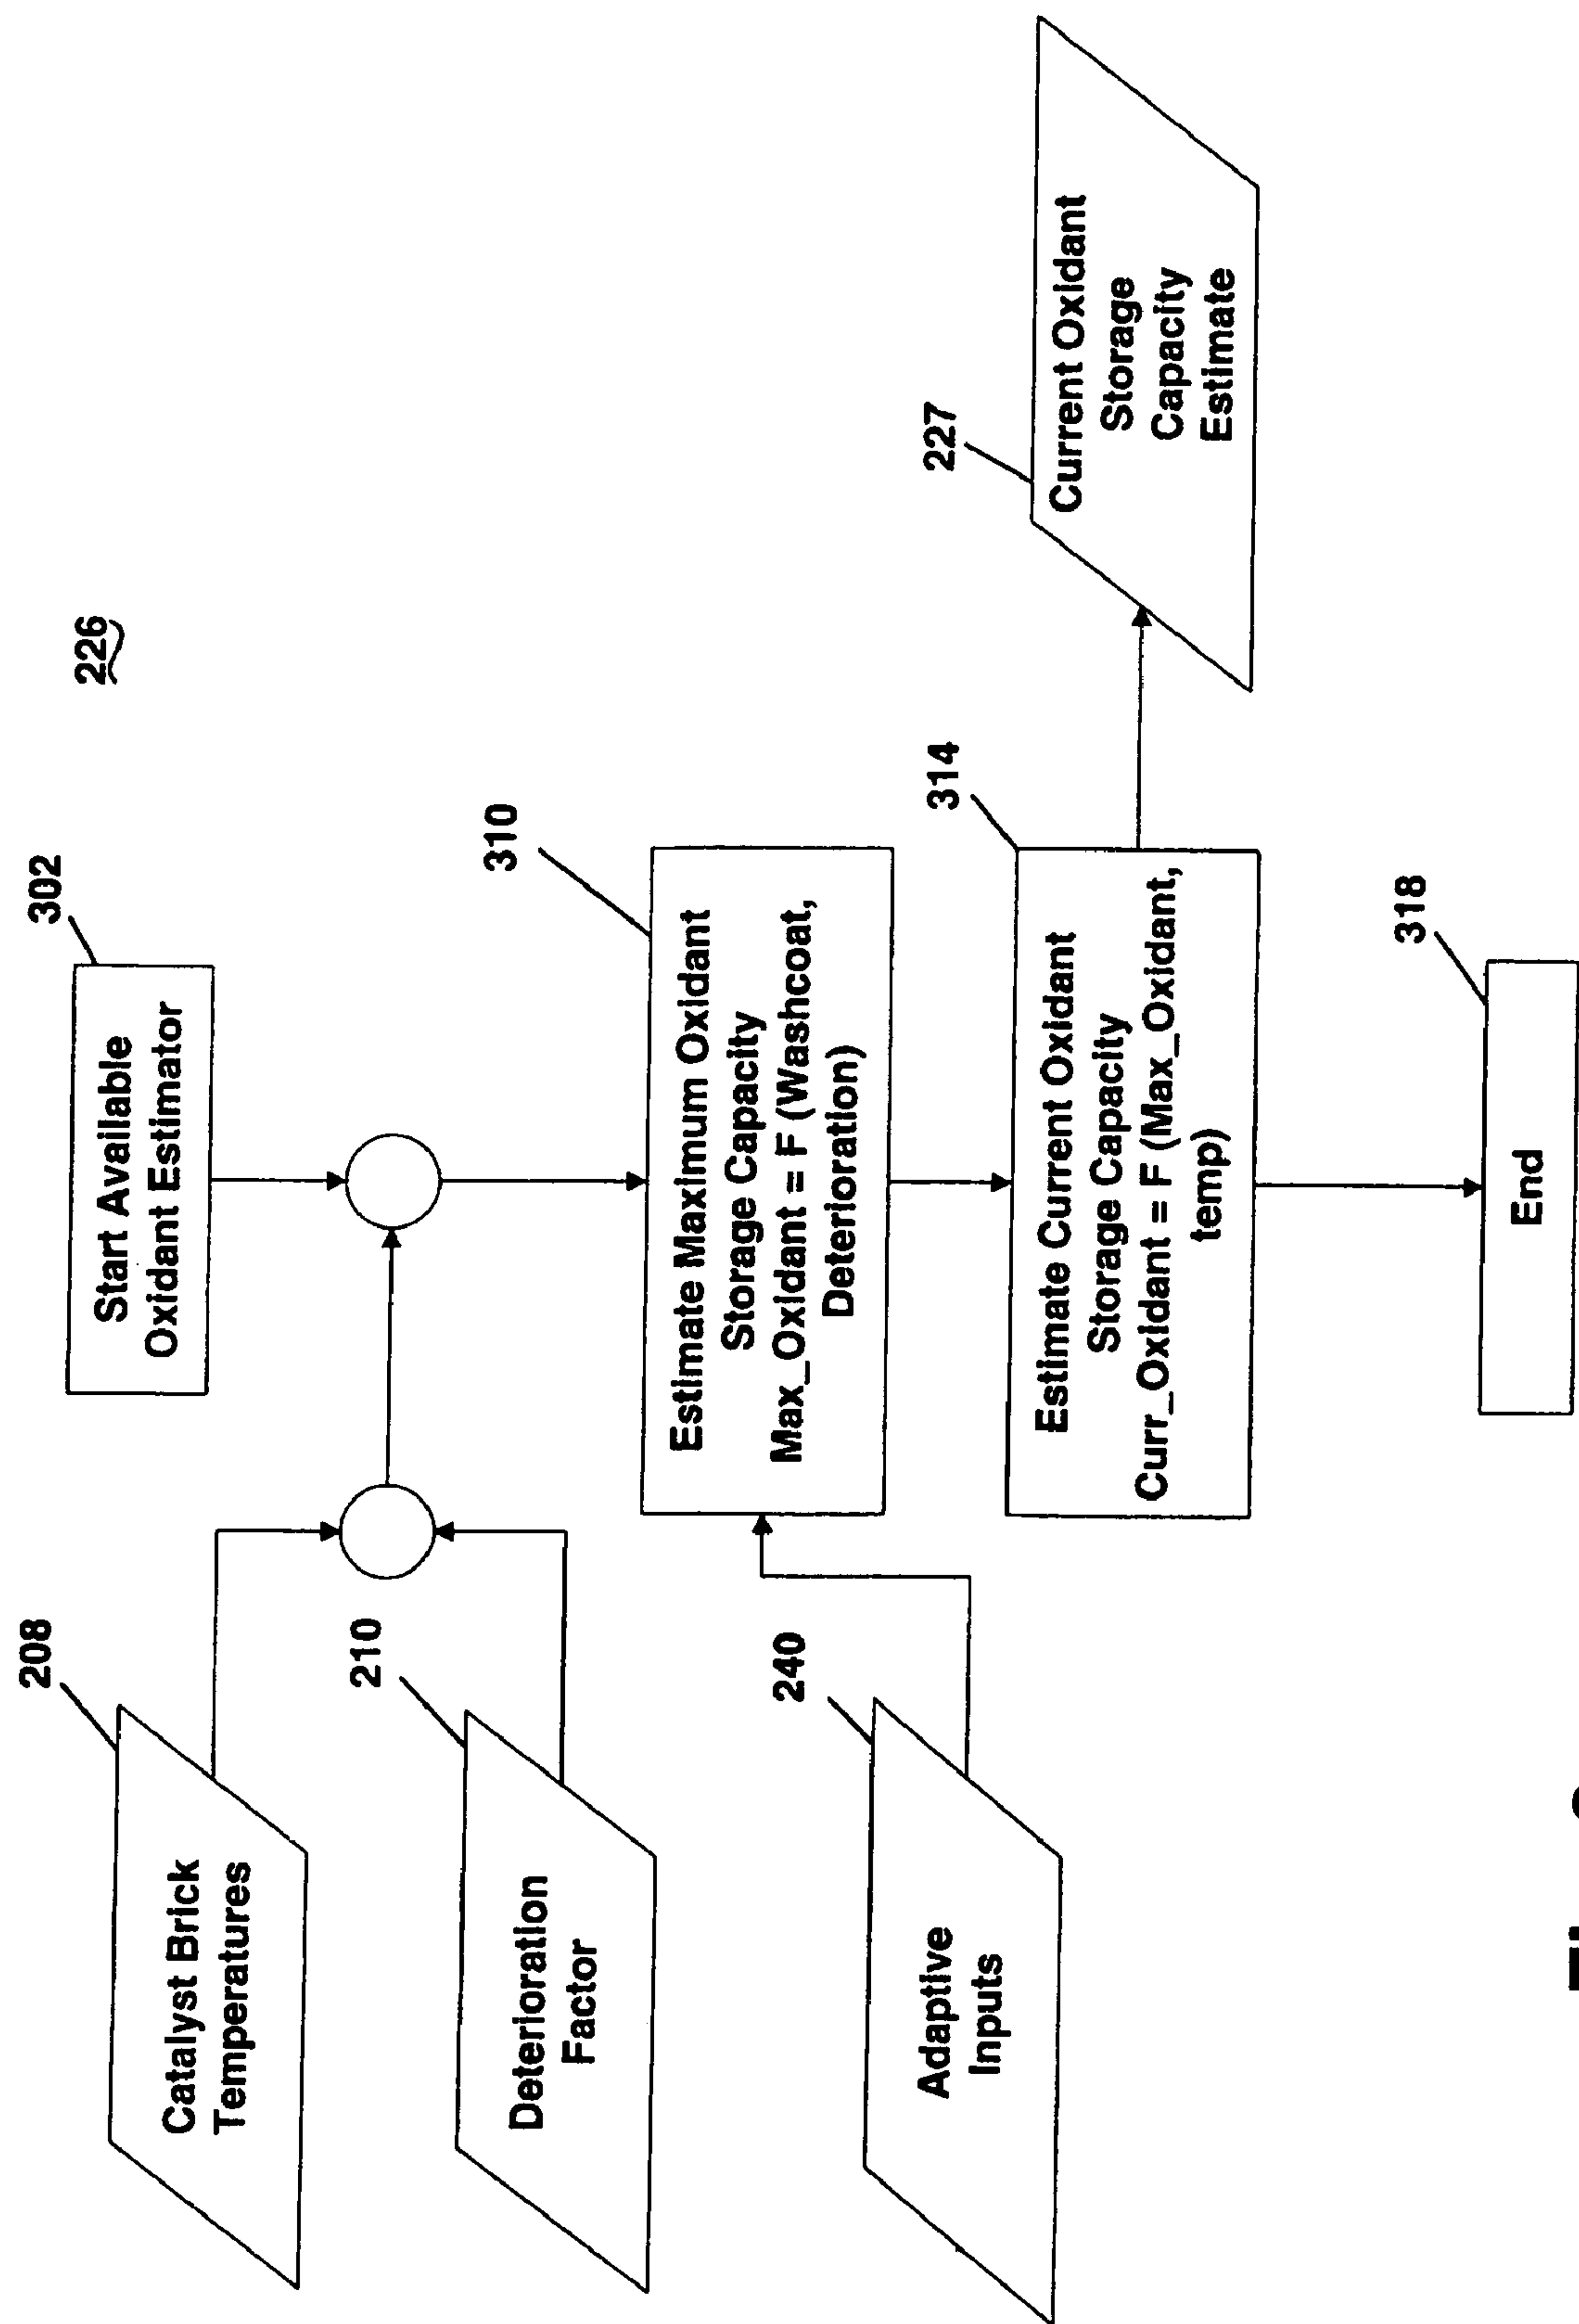 226
302
Start Available
Oxidant Estimator
208
Catalyst Brick
Temperatures
210
Deterioration
Factor
310
Estimate Maximum Oxidant
Storage Capacity
Max_Oxidant = F (Washcoat,
Deterioration)
240
Adaptive
Inputs
314
Estimate Current Oxidant
Storage Capacity
Curr_Oxidant = F (Max_Oxidant,
temp)
227
Current Oxidant
Storage
Capacity
Estimate
318
End